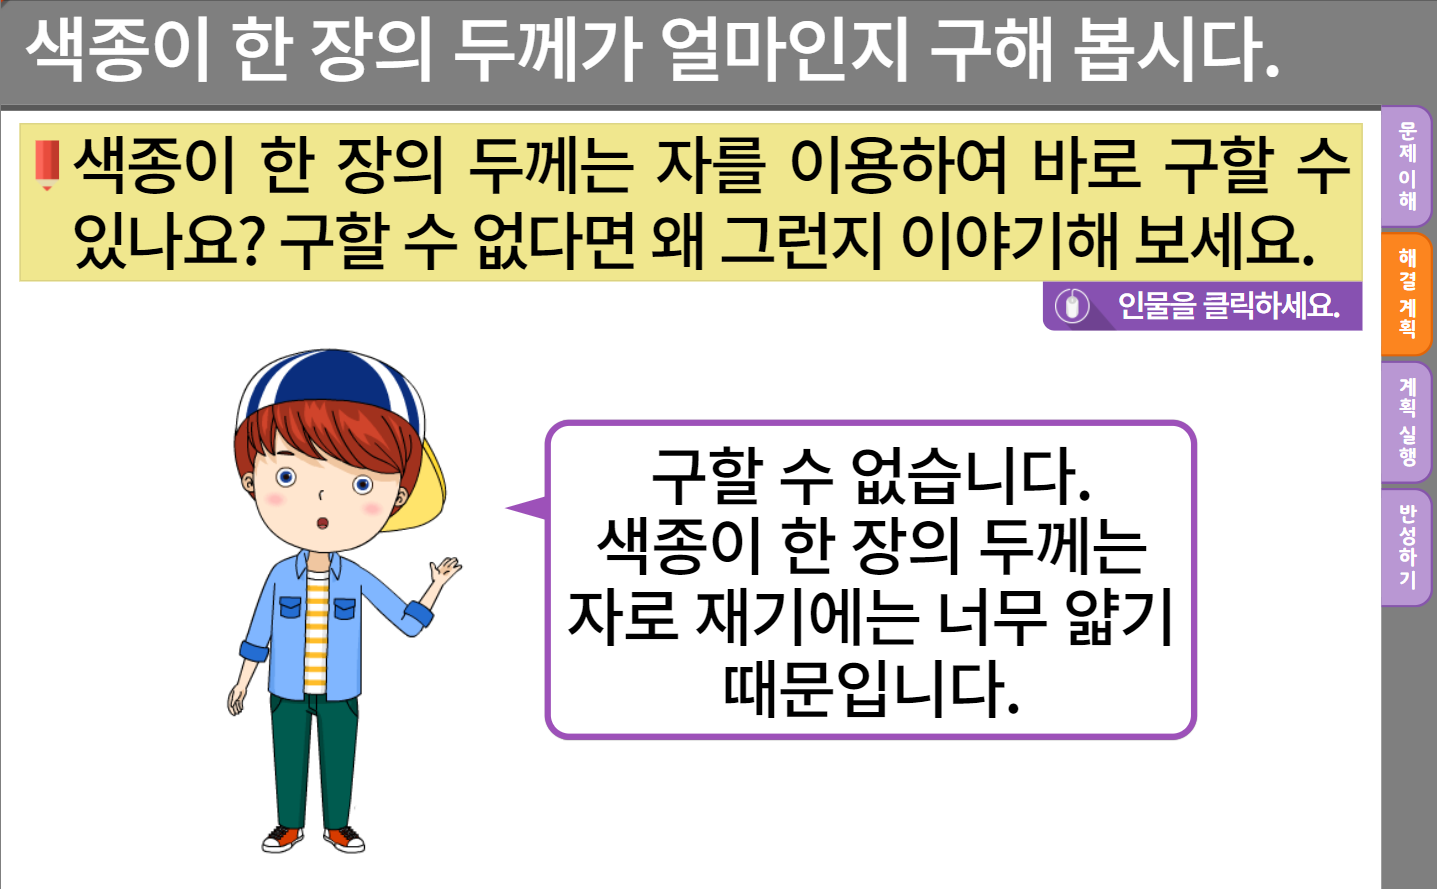 색종이 한 장의 두께가 얼마인지 구해 봅시다.
색종이 한 장의 두께는 자를 이용하여 바로 구할 수
있나요? 구할 수 없다면 왜 그런지 이야기해 보세요.
인물을 클릭하세요.
구할 수 없습니다.
색종이 한 장의 두께는
자로 재기에는 너무 얇기
때문입니다.
문제 이해
해결 계획
계획 실행
반성하기